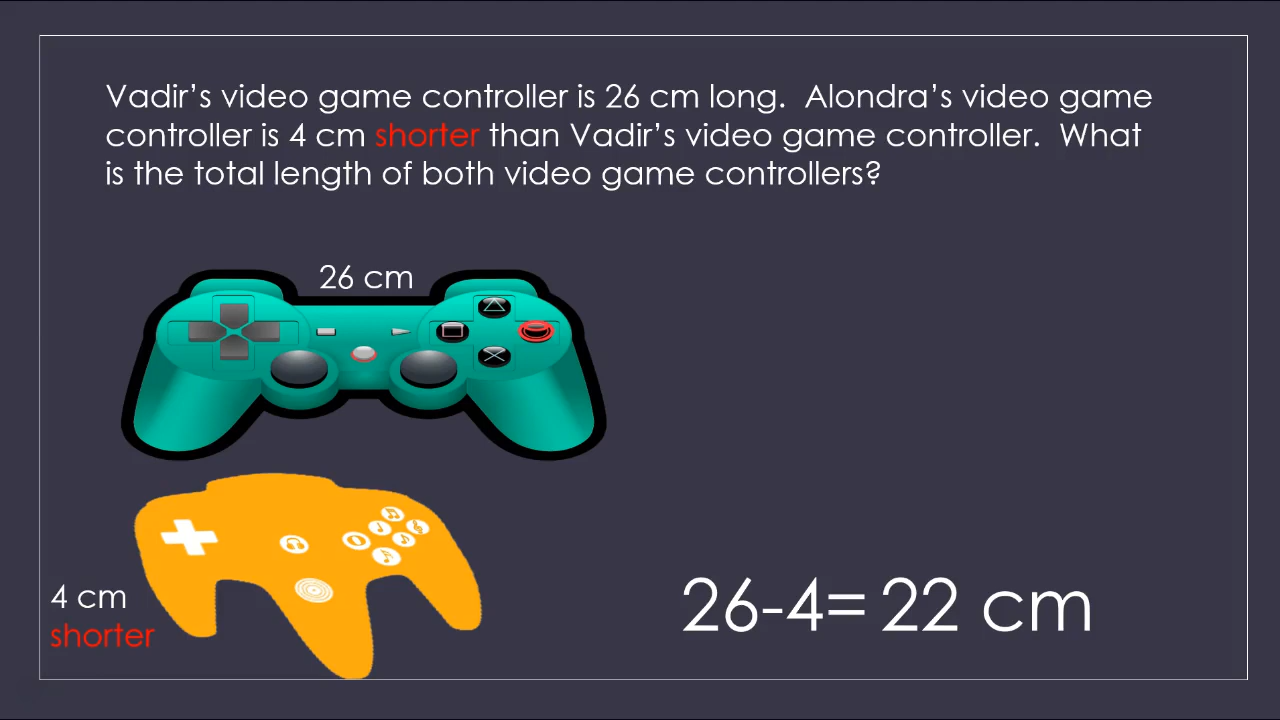 Vadir’s video game controller is 26 cm long.  Alondra’s video game
controller is 4 cm shorter than Vadir’s video game controller.  What
is the total length of both video game controllers?
26 cm
4 cm
shorter
26-4= 22 cm